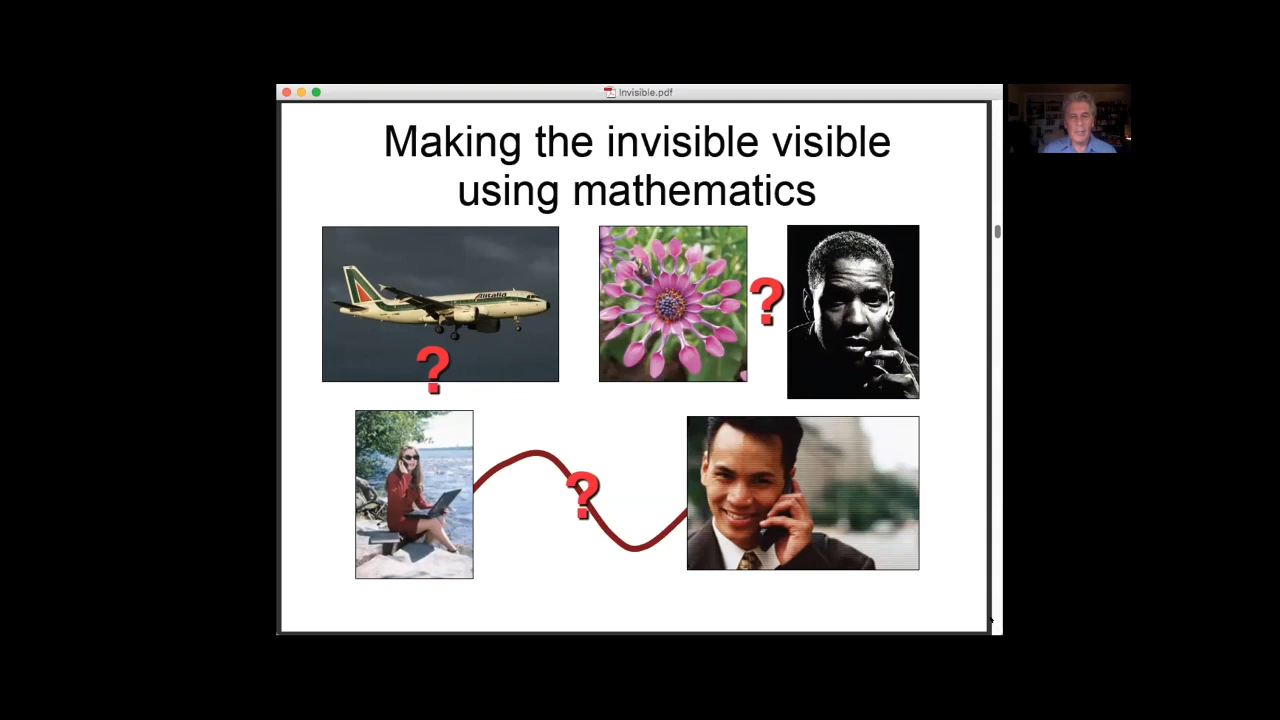 Invisible.pdf
Making the invisible visible
using mathematics
Alitalia
?
?
?